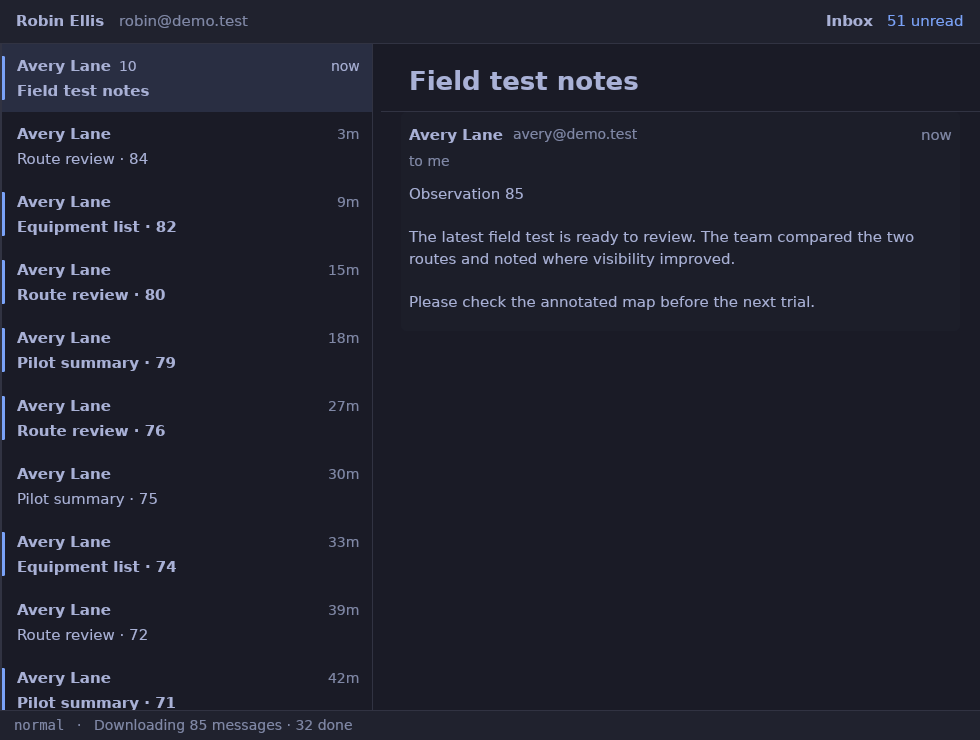 Robin Ellis robin@demo.test Inbox 51 unread
Avery Lane 10 now
Field test notes
Avery Lane 3m
Route review · 84
Avery Lane 9m
Equipment list · 82
Avery Lane 15m
Route review · 80
Avery Lane 18m
Pilot summary · 79
Avery Lane 27m
Route review · 76
Avery Lane 30m
Pilot summary · 75
Avery Lane 33m
Equipment list · 74
Avery Lane 39m
Route review · 72
Avery Lane 42m
Pilot summary · 71
Field test notes
Avery Lane avery@demo.test now
to me
Observation 85
The latest field test is ready to review. The team compared the two
routes and noted where visibility improved.
Please check the annotated map before the next trial.
normal · Downloading 85 messages · 32 done